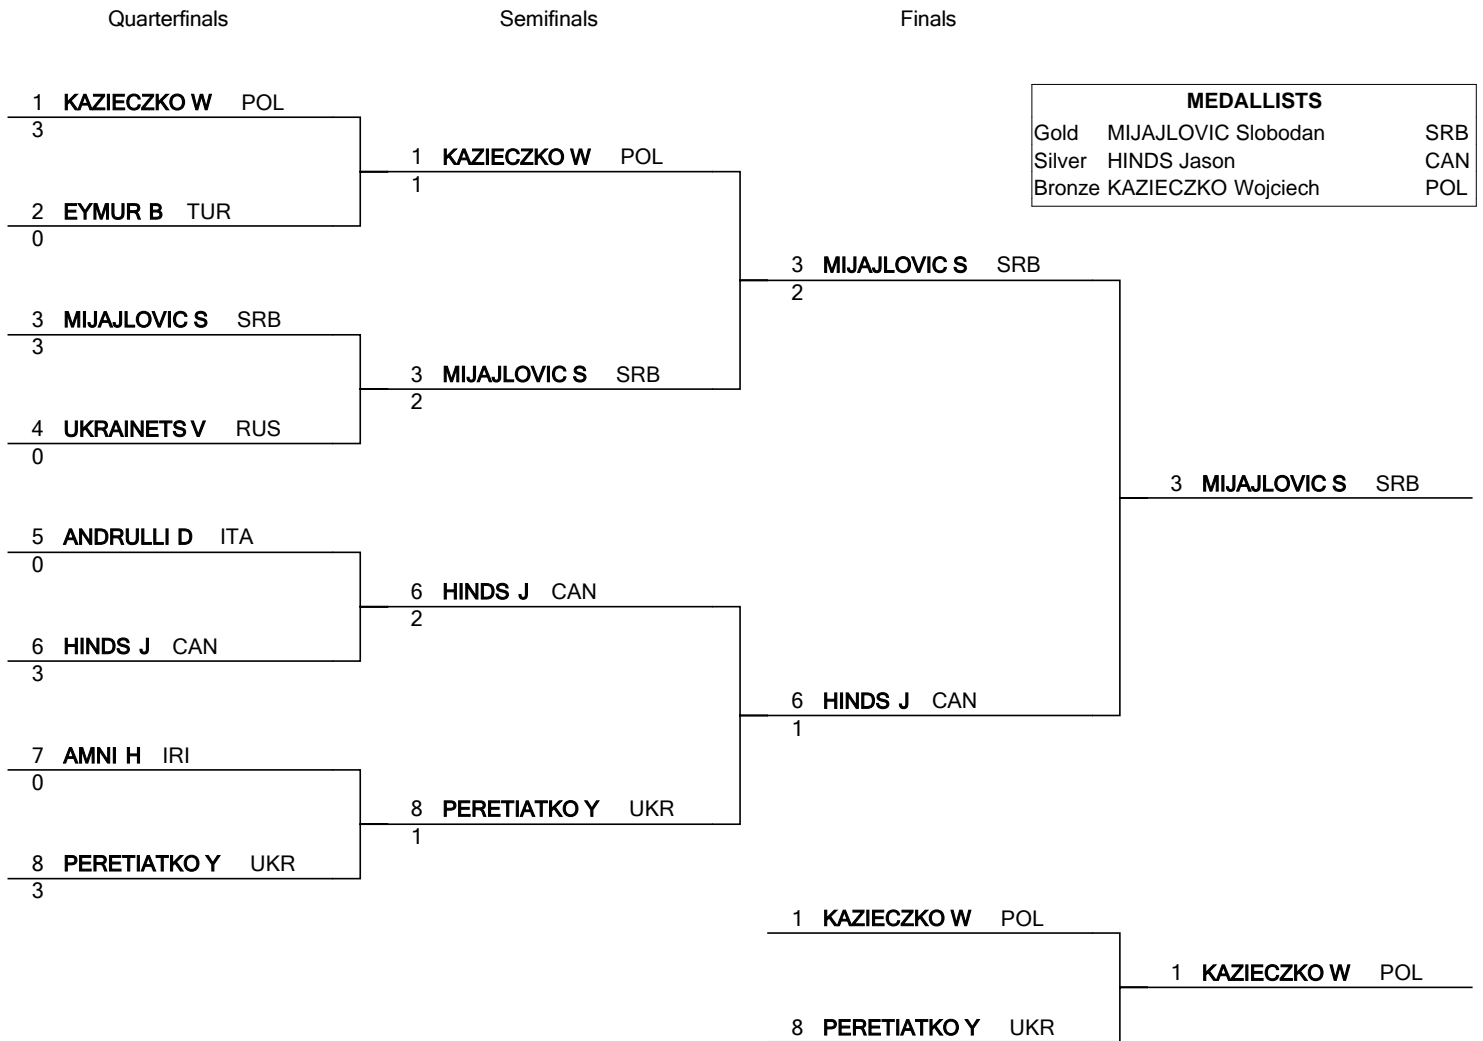 Quarterfinals Semifinals Finals
1 KAZIECZKO W POL
3
MEDALLISTS
Gold MIJAJLOVIC Slobodan SRB
Silver HINDS Jason CAN
Bronze KAZIECZKO Wojciech POL
1 KAZIECZKO W POL
1
2 EYMUR B TUR
0
3 MIJAJLOVIC S SRB
2
3 MIJAJLOVIC S SRB
3
3 MIJAJLOVIC S SRB
2
4 UKRAINETS V RUS
0
3 MIJAJLOVIC S SRB
5 ANDRULLI D ITA
0
6 HINDS J CAN
2
6 HINDS J CAN
3
6 HINDS J CAN
1
7 AMNI H IRI
0
8 PERETIATKO Y UKR
1
8 PERETIATKO Y UKR
3
1 KAZIECZKO W POL
1 KAZIECZKO W POL
8 PERETIATKO Y UKR